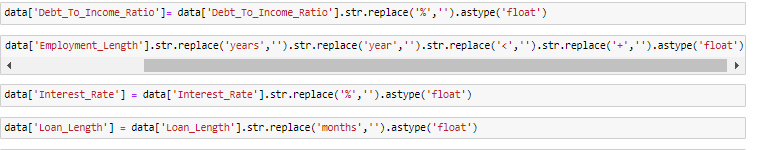 data['Debt_To_Income_Ratio']= data['Debt_To_Income_Ratio'].str.replace('%','').astype('float')
data['Employment_Length'].str.replace('years','').str.replace('year','').str.replace('<','').str.replace('+','').astype('float')
data['Interest_Rate'] = data['Interest_Rate'].str.replace('%','').astype('float')
data['Loan_Length'] = data['Loan_Length'].str.replace('months','').astype('float')